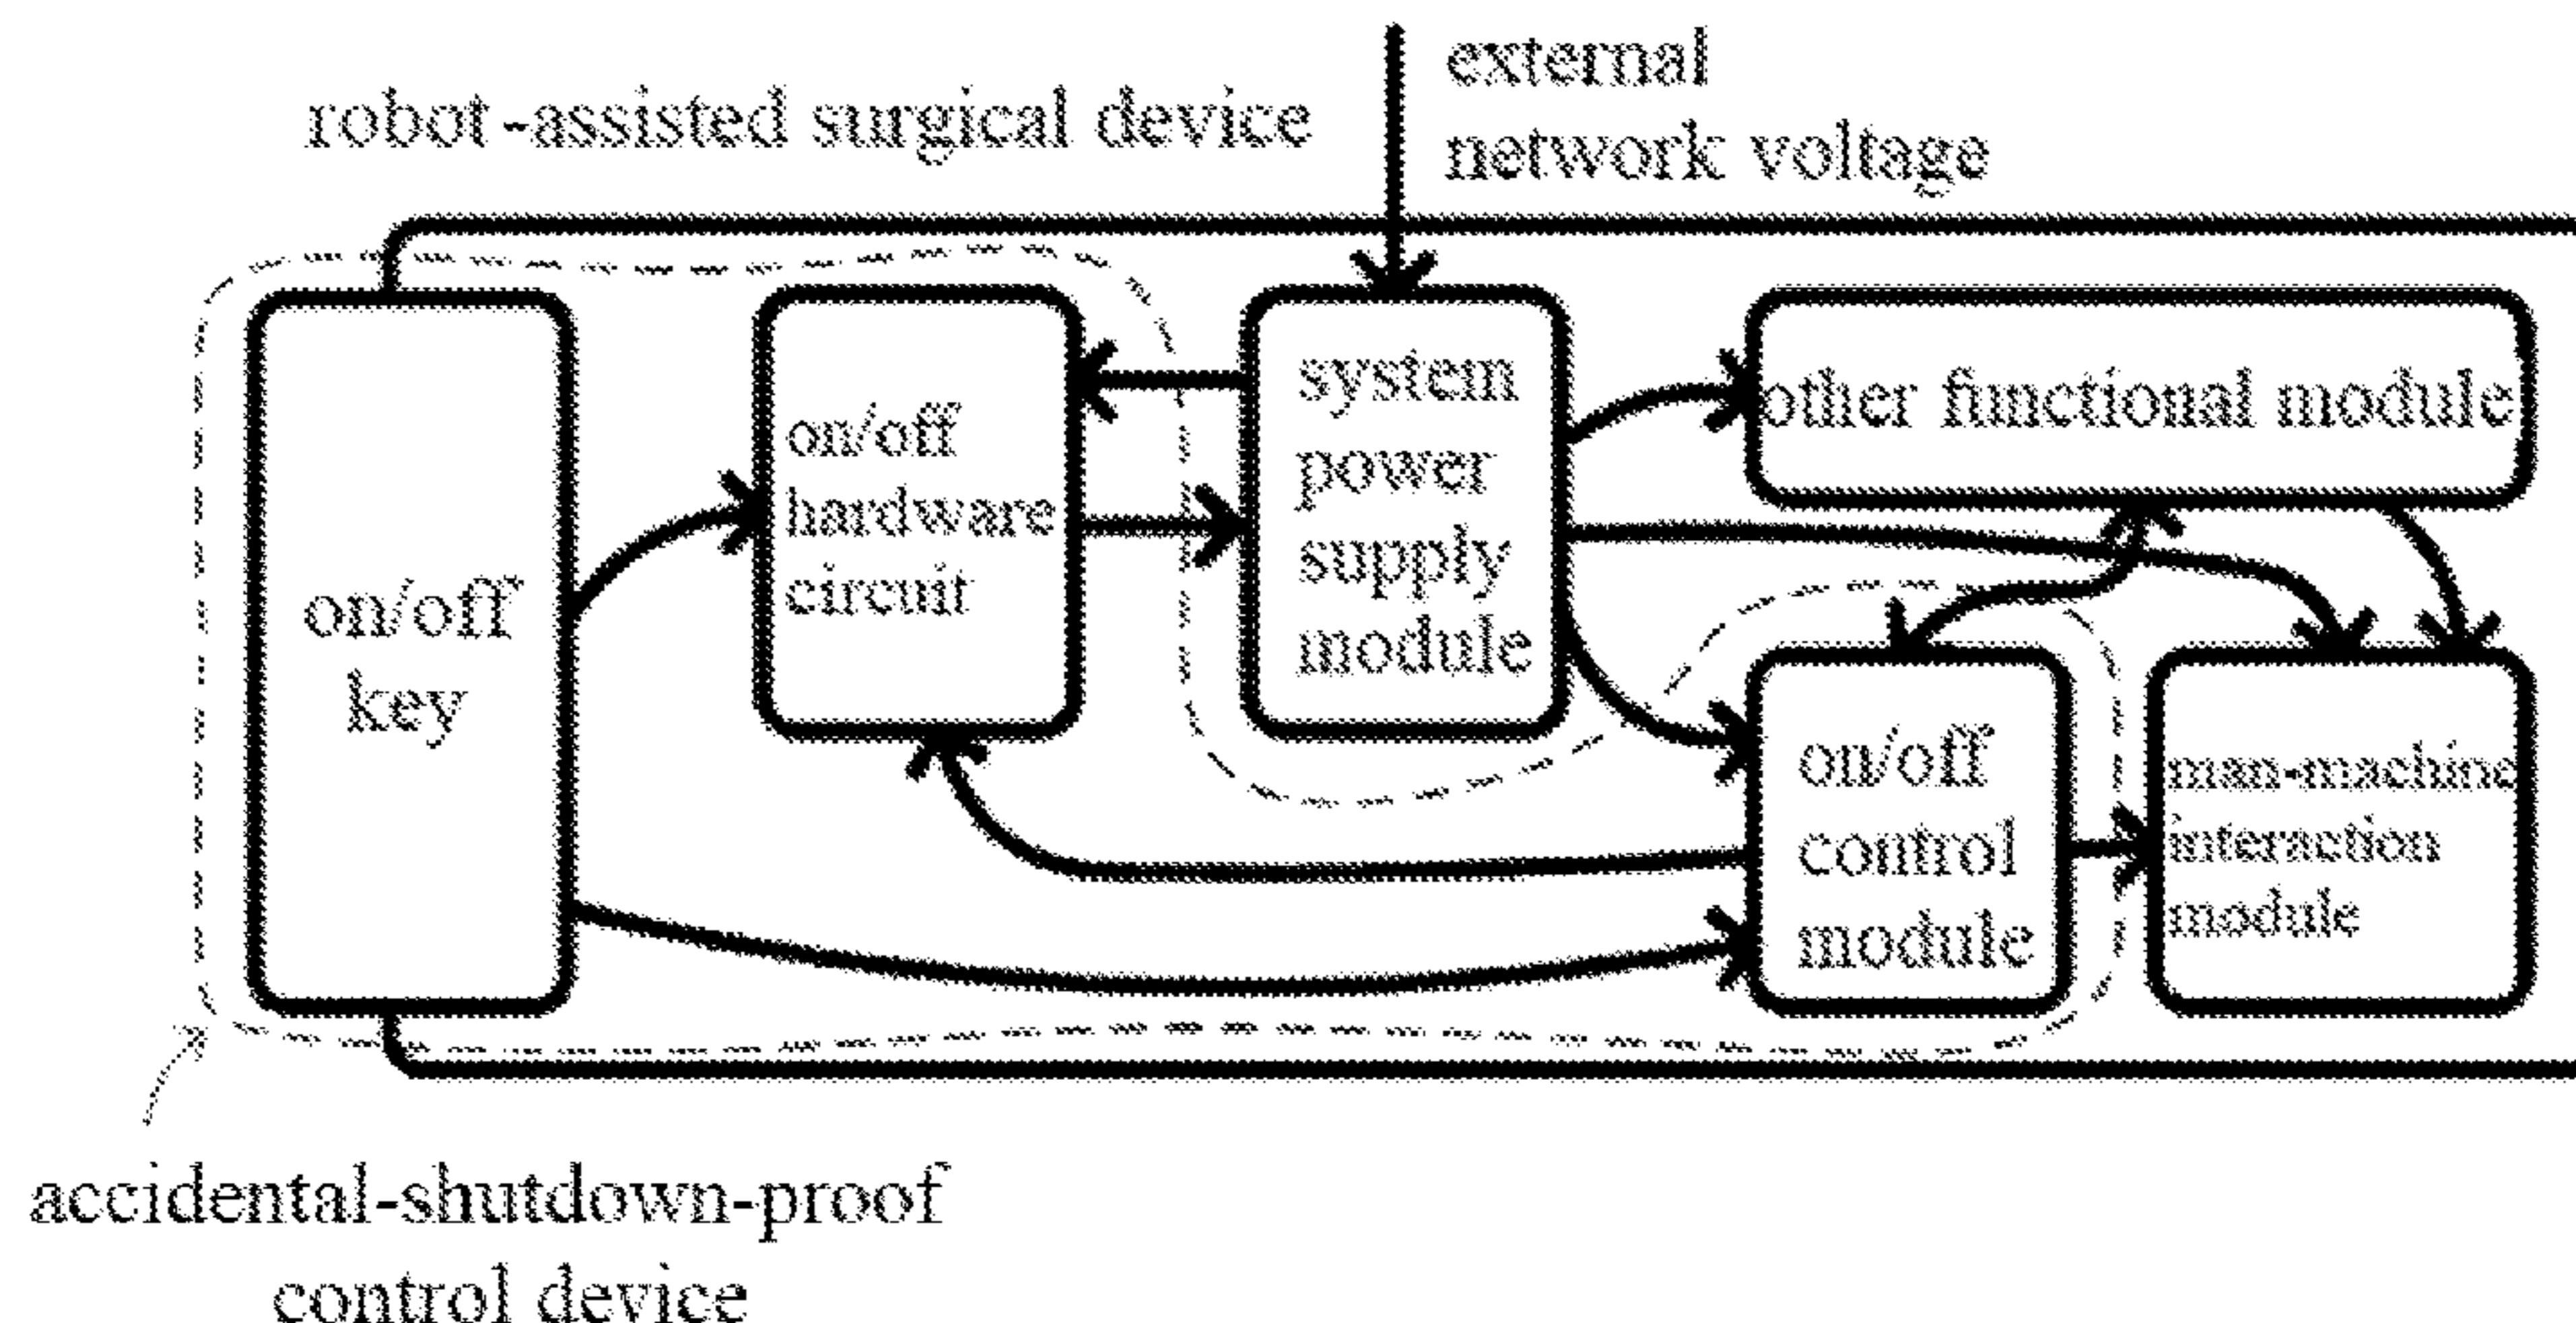 robot-assisted surgical device
external
network voltage
on/off
key
on/off
hardware
circuit
system
power
supply
module
other functional module
on/off
control
module
man-machine
interaction
module
accidental-shutdown-proof
control device